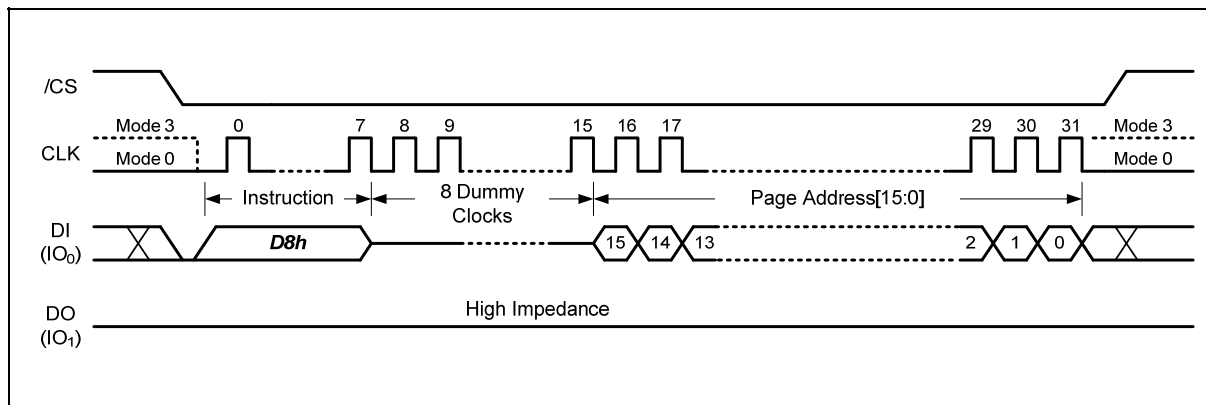 /CS
Mode 3 0 7 8 9 15 16 17 29 30 31 Mode 3
CLK
Mode 0 Mode 0
Instruction 8 Dummy Clocks Page Address[15:0]
DI
(IO₀)
D8h 15 14 13 2 1 0
High Impedance
DO
(IO₁)